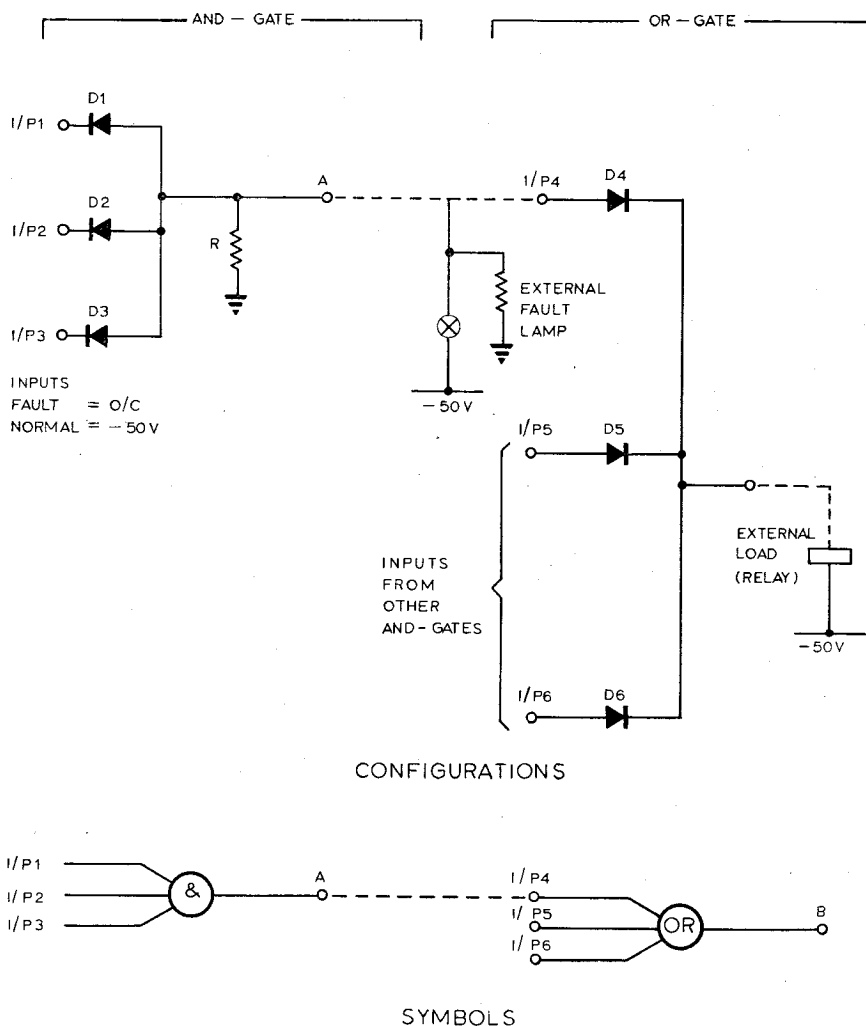 AND - GATE
OR - GATE
D1
I/P1
D2
I/P2
D3
I/P3
R
A
I/P4
D4
EXTERNAL
FAULT
LAMP
-50V
INPUTS
FAULT = O/C
NORMAL = -50V
I/P5
D5
INPUTS
FROM
OTHER
AND-GATES
EXTERNAL
LOAD
(RELAY)
-50V
I/P6
D6
CONFIGURATIONS
I/P1
I/P2
I/P3
&
A
I/P4
I/P5
I/P6
OR
B
SYMBOLS